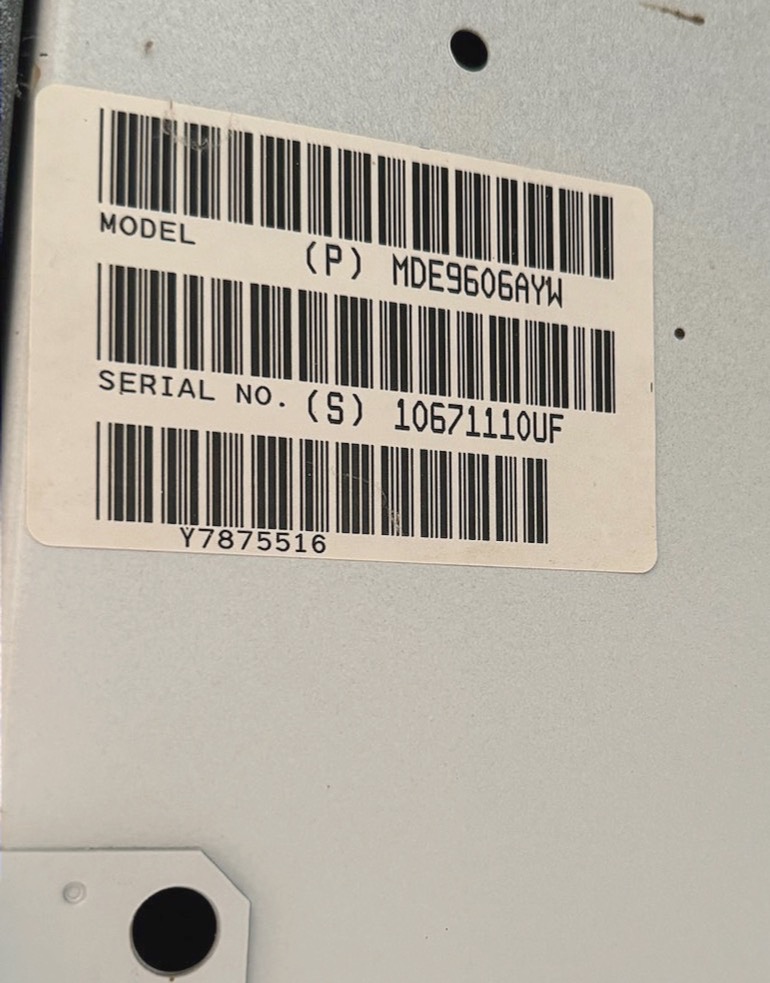 MODEL (P) MDE9606AYW
SERIAL NO. (S) 10671110UF
Y7875516